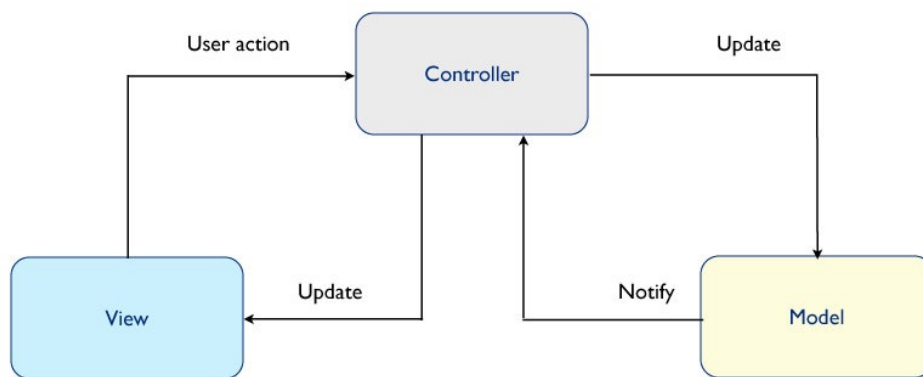 User action
Update
Controller
Update
Notify
View
Model